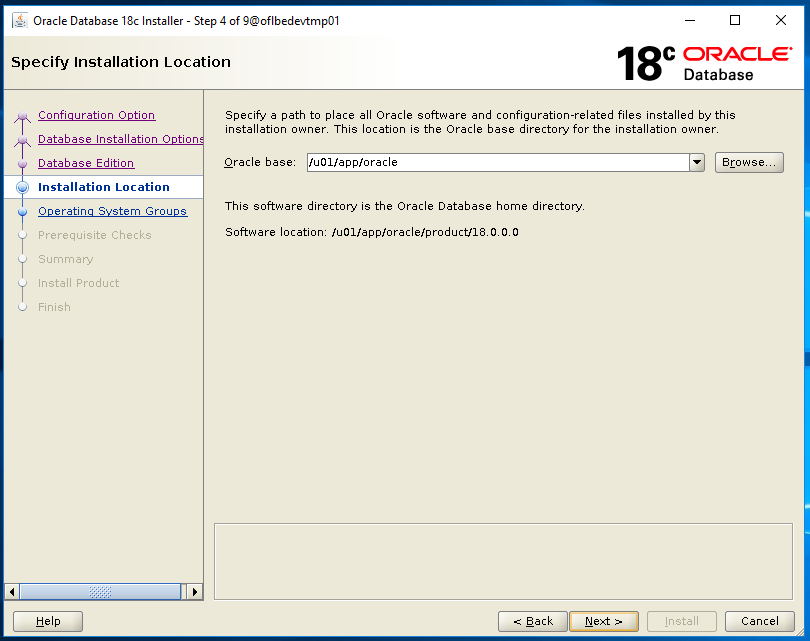 Oracle Database 18c Installer - Step 4 of 9@oflbedevtmp01
Specify Installation Location
18c ORACLE
Database
Configuration Option
Database Installation Options
Database Edition
Installation Location
Operating System Groups
Prerequisite Checks
Summary
Install Product
Finish
Specify a path to place all Oracle software and configuration-related files installed by this
installation owner. This location is the Oracle base directory for the installation owner.
Oracle base: /u01/app/oracle Browse...
This software directory is the Oracle Database home directory.
Software location: /u01/app/oracle/product/18.0.0.0
Help < Back Next > Install Cancel